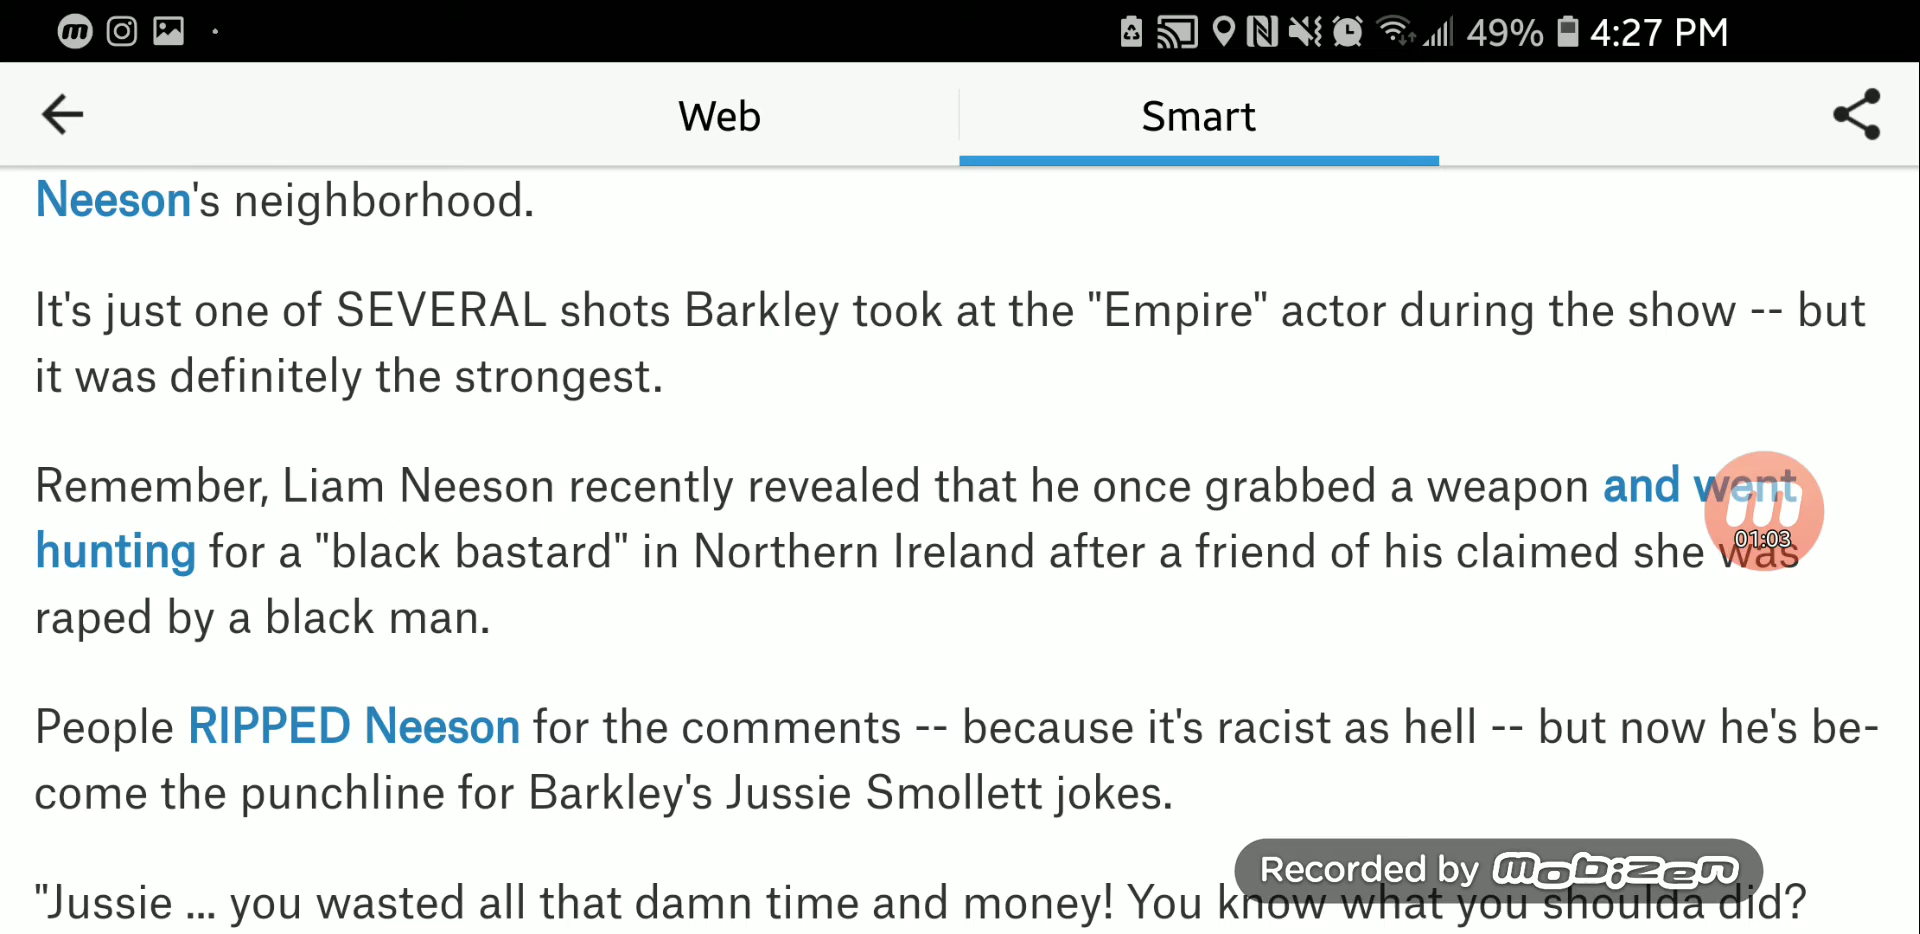 49% 4:27 PM
Web Smart
Neeson's neighborhood.
It's just one of SEVERAL shots Barkley took at the "Empire" actor during the show -- but
it was definitely the strongest.
Remember, Liam Neeson recently revealed that he once grabbed a weapon and went
hunting for a "black bastard" in Northern Ireland after a friend of his claimed she was
01:03
raped by a black man.
People RIPPED Neeson for the comments -- because it's racist as hell -- but now he's be-
come the punchline for Barkley's Jussie Smollett jokes.
Recorded by mobizen
"Jussie ... you wasted all that damn time and money! You know what you shoulda did?